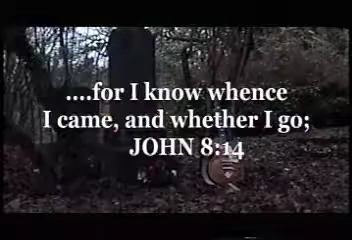 ....for I know whence
I came, and whether I go;
JOHN 8:14